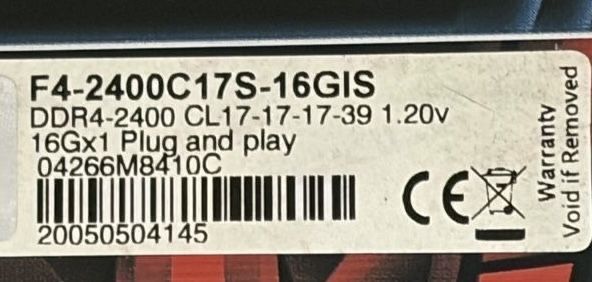 F4-2400C17S-16GIS
DDR4-2400 CL17-17-17-39 1.20v
16Gx1 Plug and play
04266M8410C
20050504145
CE
Warranty
Void if Removed